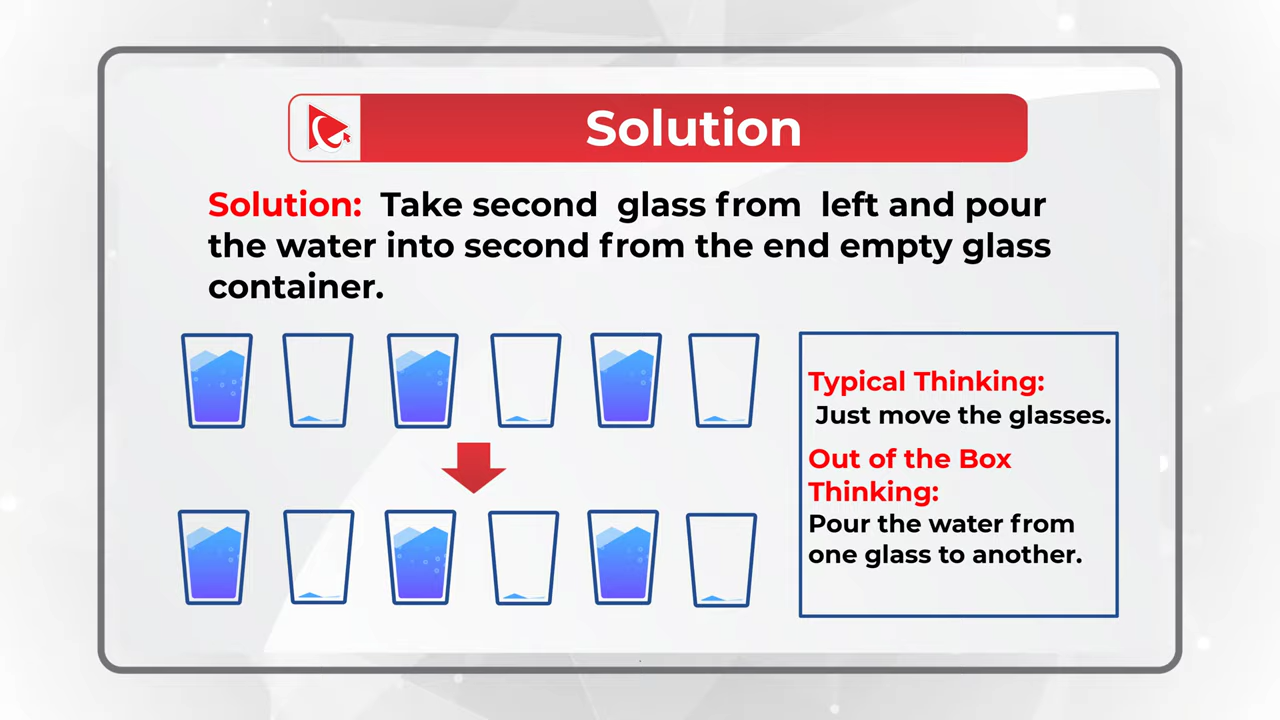 Solution
Solution: Take second glass from left and pour
the water into second from the end empty glass
container.
Typical Thinking:
Just move the glasses.
Out of the Box
Thinking:
Pour the water from
one glass to another.